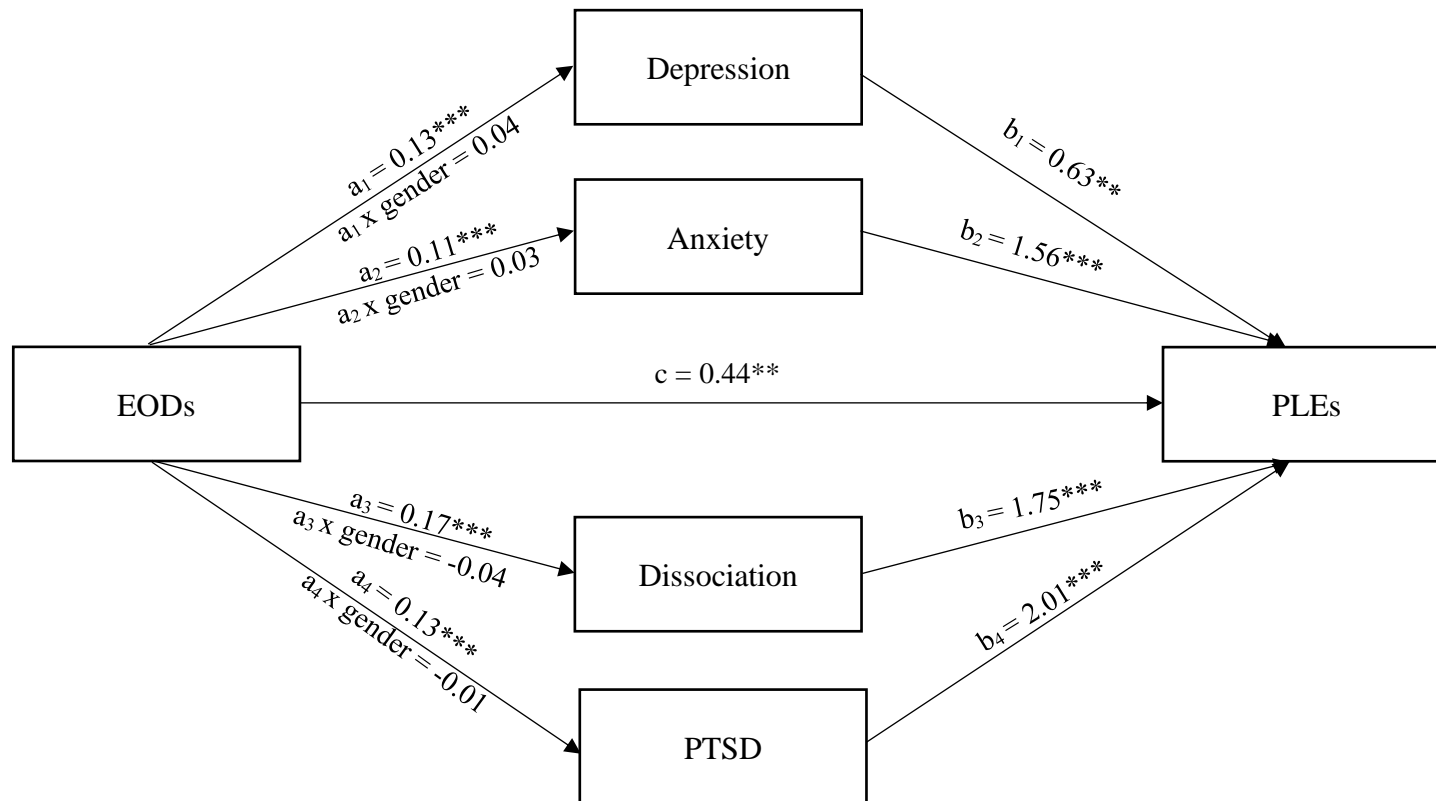 Depression
a₁ = 0.13***
a₁ x gender = 0.04
b₁ = 0.63**
Anxiety
a₂ = 0.11***
a₂ x gender = 0.03
b₂ = 1.56***
EODs
c = 0.44**
PLEs
a₃ = 0.17***
a₃ x gender = -0.04
b₃ = 1.75***
Dissociation
a₄ = 0.13***
a₄ x gender = -0.01
b₄ = 2.01***
PTSD